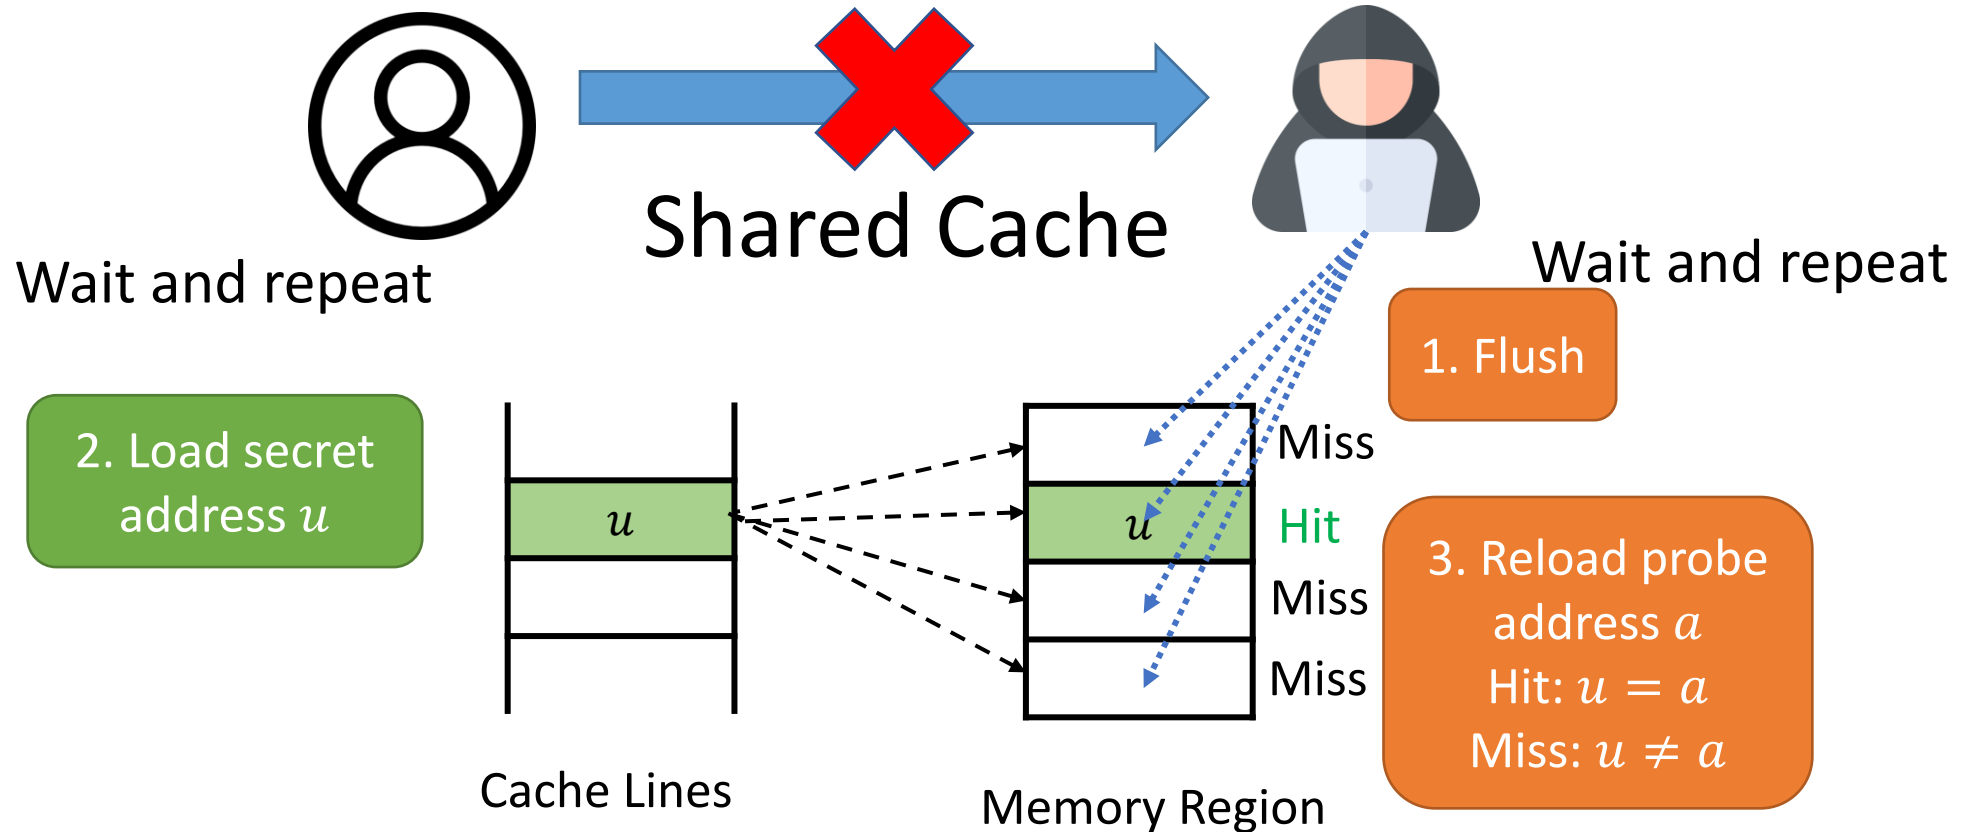 Shared Cache
Wait and repeat
Wait and repeat
1. Flush
2. Load secret
address u
u
u
Miss
Hit
Miss
Miss
3. Reload probe
address a
Hit: u = a
Miss: u ≠ a
Cache Lines
Memory Region